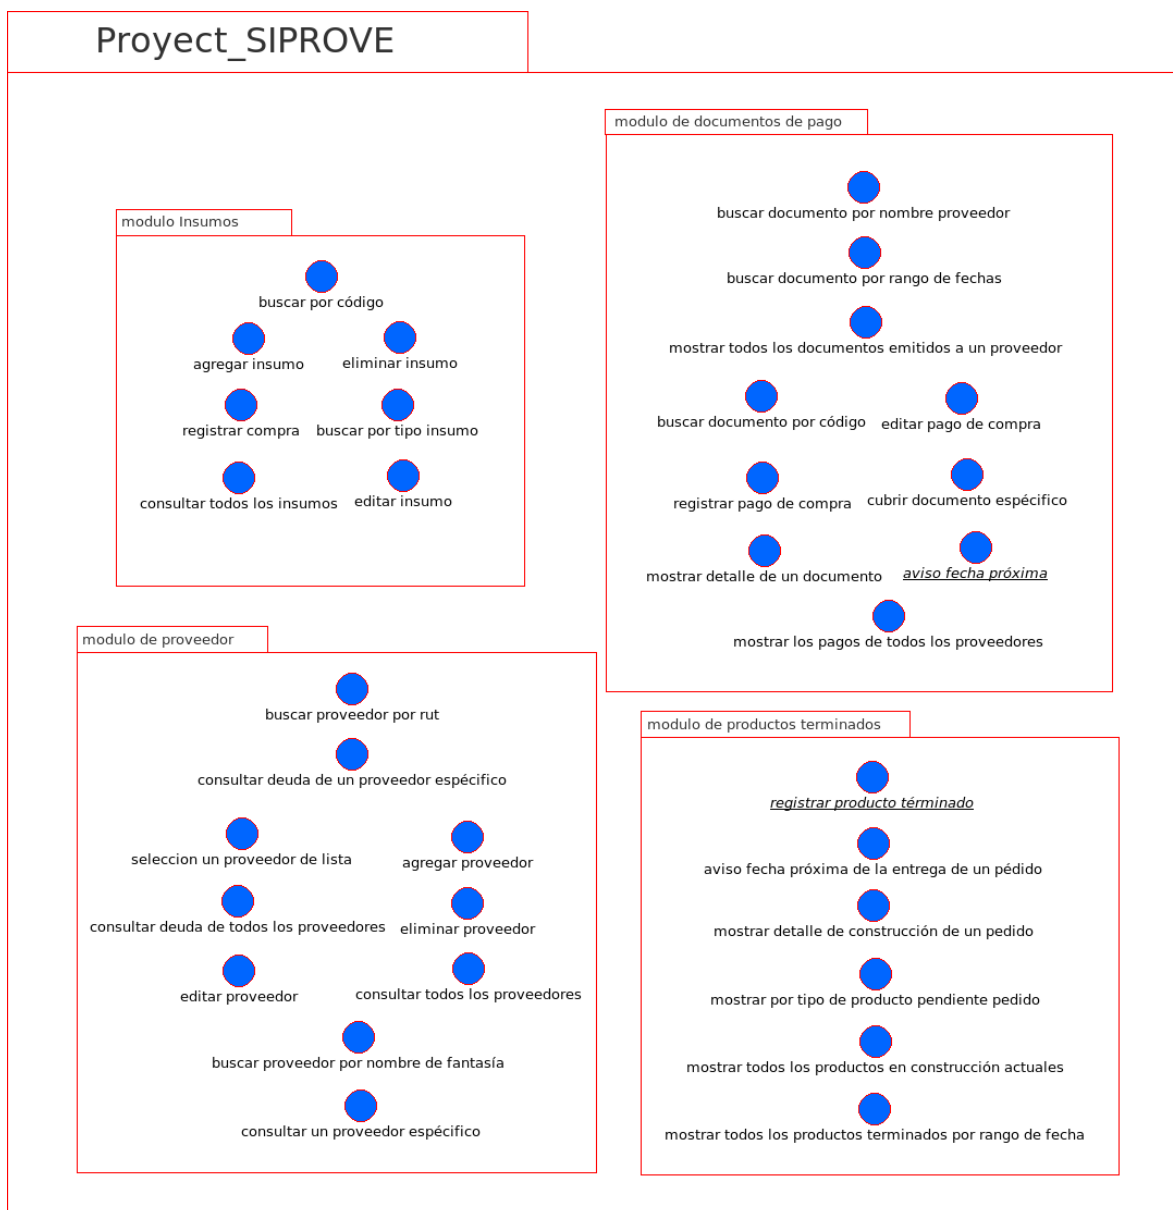 Proyect_SIPROVE
modulo Insumos
buscar por código
agregar insumo
eliminar insumo
registrar compra
buscar por tipo insumo
consultar todos los insumos
editar insumo
modulo de documentos de pago
buscar documento por nombre proveedor
buscar documento por rango de fechas
mostrar todos los documentos emitidos a un proveedor
buscar documento por código
editar pago de compra
registrar pago de compra
cubrir documento espécifico
mostrar detalle de un documento
aviso fecha próxima
mostrar los pagos de todos los proveedores
modulo de proveedor
buscar proveedor por rut
consultar deuda de un proveedor espécifico
seleccion un proveedor de lista
agregar proveedor
consultar deuda de todos los proveedores
eliminar proveedor
editar proveedor
consultar todos los proveedores
buscar proveedor por nombre de fantasía
consultar un proveedor espécifico
modulo de productos terminados
registrar producto términado
aviso fecha próxima de la entrega de un pédido
mostrar detalle de construcción de un pedido
mostrar por tipo de producto pendiente pedido
mostrar todos los productos en construcción actuales
mostrar todos los productos terminados por rango de fecha